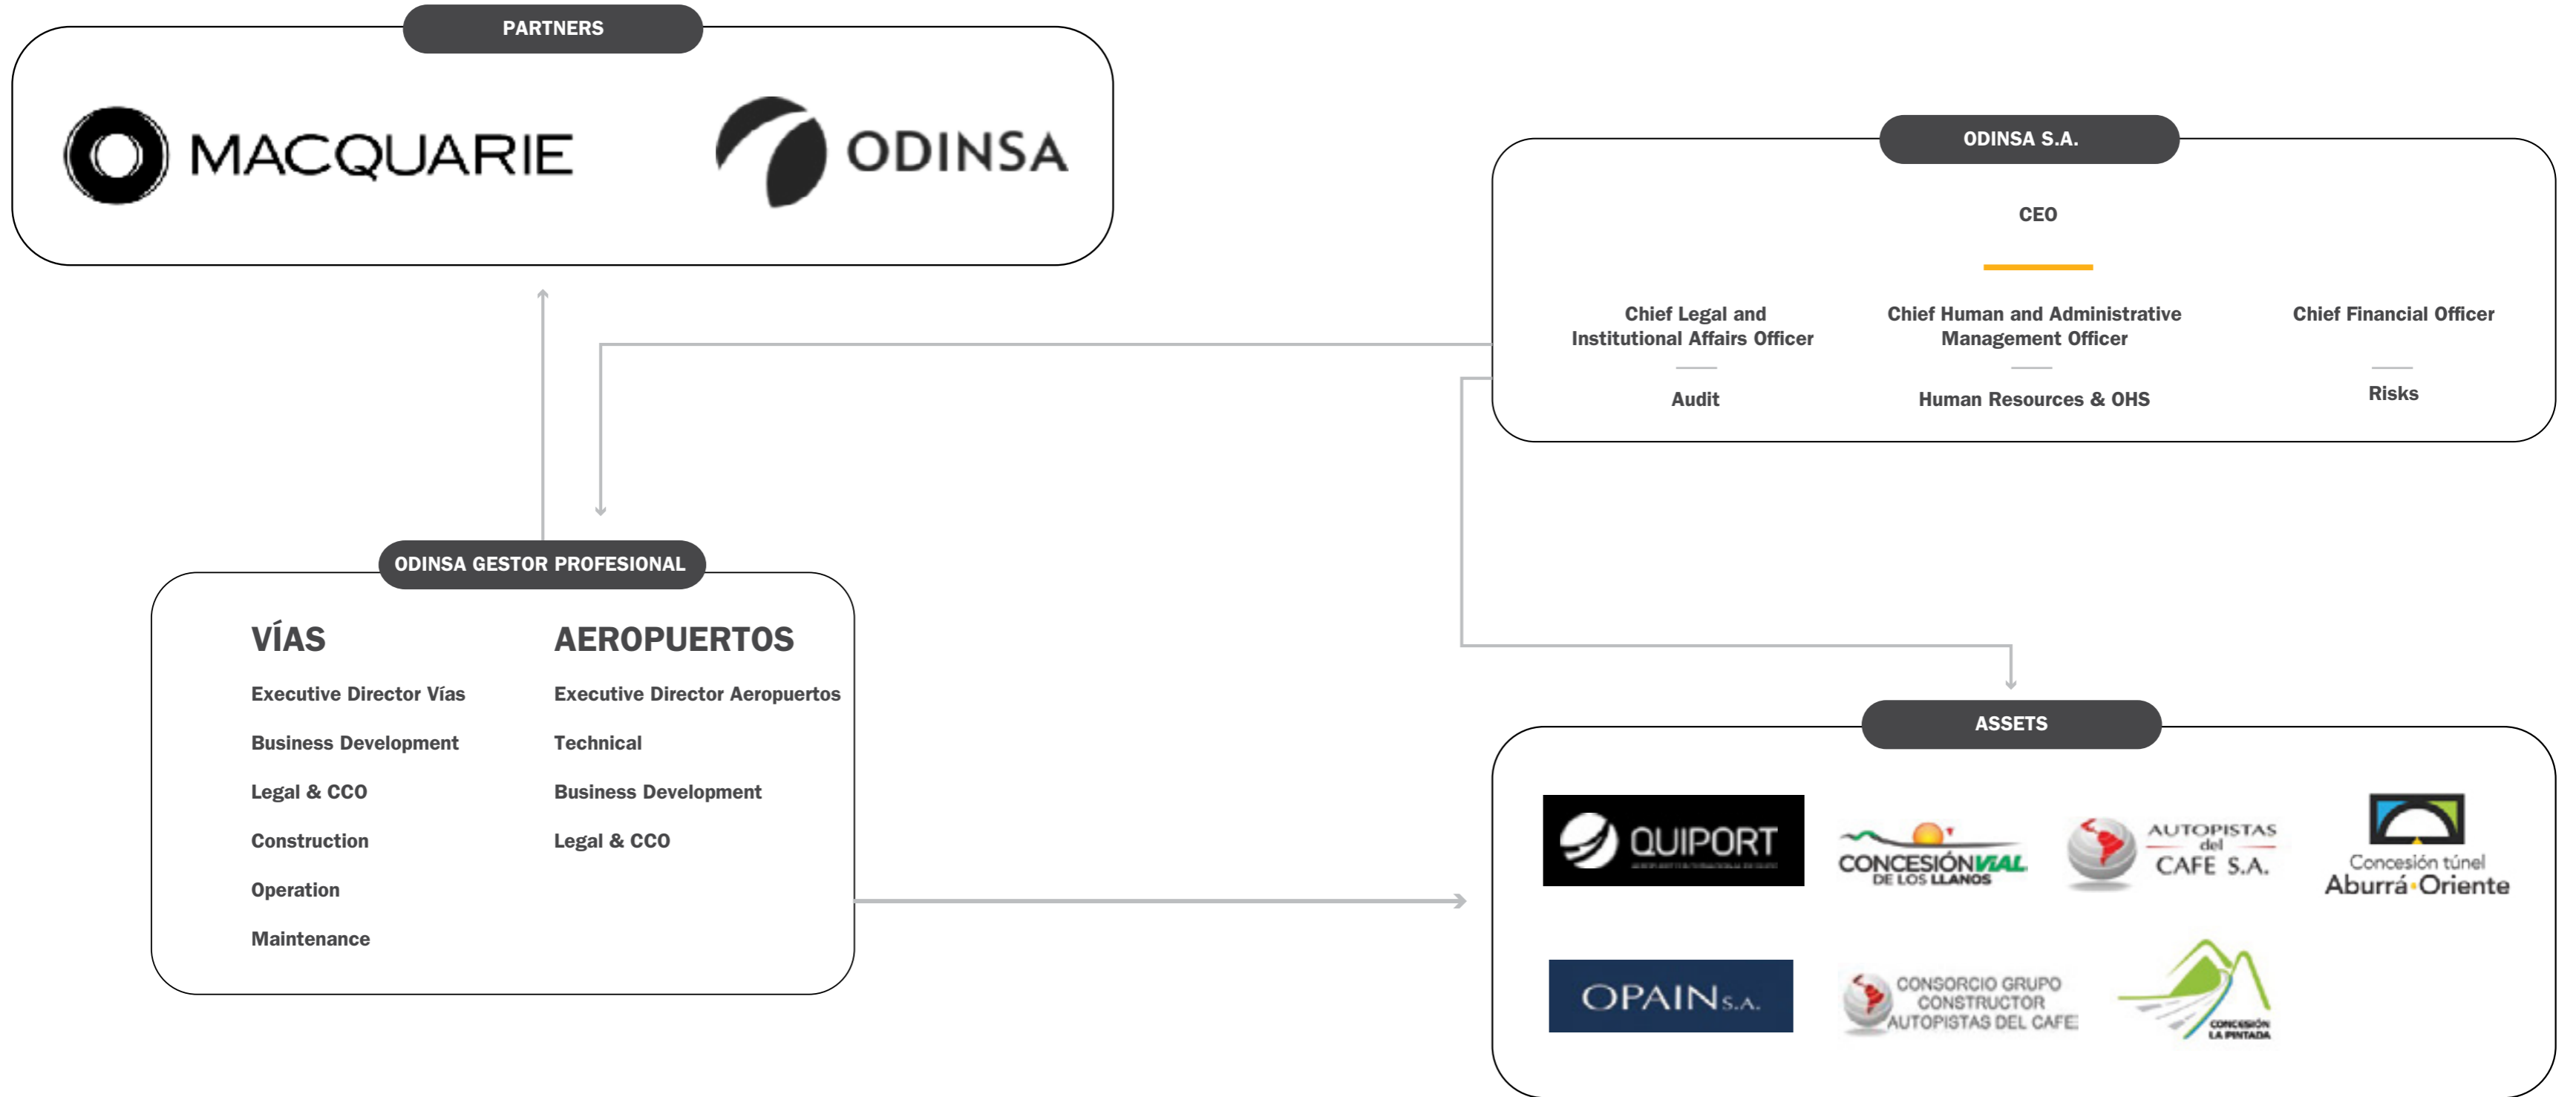 PARTNERS
MACQUARIE
ODINSA
ODINSA S.A.
CEO
Chief Legal and
Institutional Affairs Officer
Audit
Chief Human and Administrative
Management Officer
Human Resources & OHS
Chief Financial Officer
Risks
ODINSA GESTOR PROFESIONAL
VÍAS
Executive Director Vías
Business Development
Legal & CCO
Construction
Operation
Maintenance
AEROPUERTOS
Executive Director Aeropuertos
Technical
Business Development
Legal & CCO
ASSETS
QUIPORT
CONCESIÓN VIAL
DE LOS LLANOS
AUTOPISTAS
del
CAFE S.A.
Concesión túnel
Aburrá Oriente
OPAIN S.A.
CONSORCIO GRUPO
CONSTRUCTOR
AUTOPISTAS DEL CAFE
CONCESIÓN
LA PINTADA